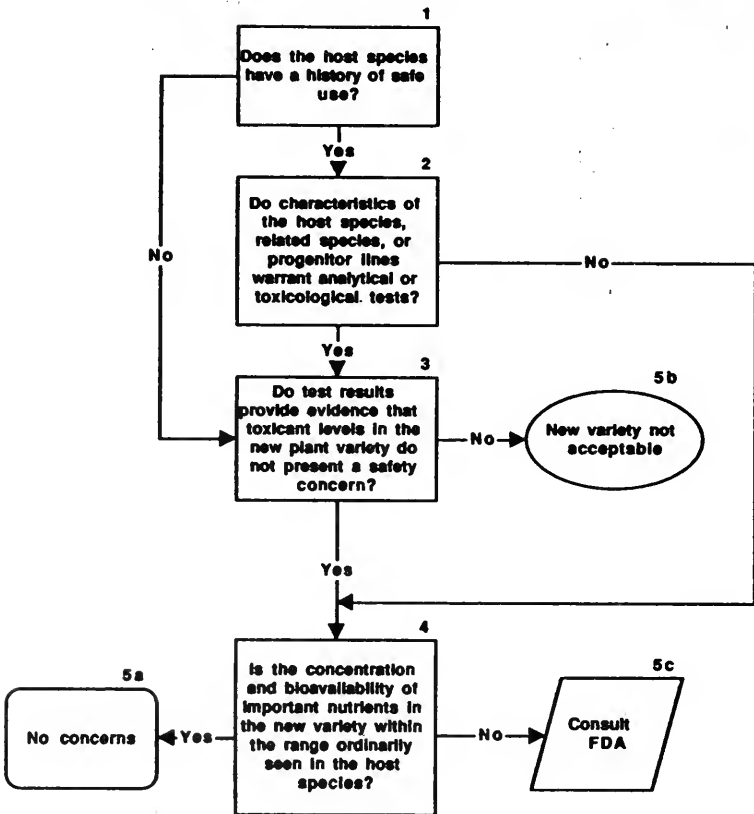 1
Does the host species
have a history of safe
use?
Yes
2
Do characteristics of
the host species,
related species, or
progenitor lines
warrant analytical or
toxicological. tests?
No
No
Yes
3
Do test results
provide evidence that
toxicant levels in the
new plant variety do
not present a safety
concern?
No
5b
New variety not
acceptable
Yes
4
Is the concentration
and bioavailability of
important nutrients in
the new variety within
the range ordinarily
seen in the host
species?
5a
No concerns
Yes
No
5c
Consult
FDA